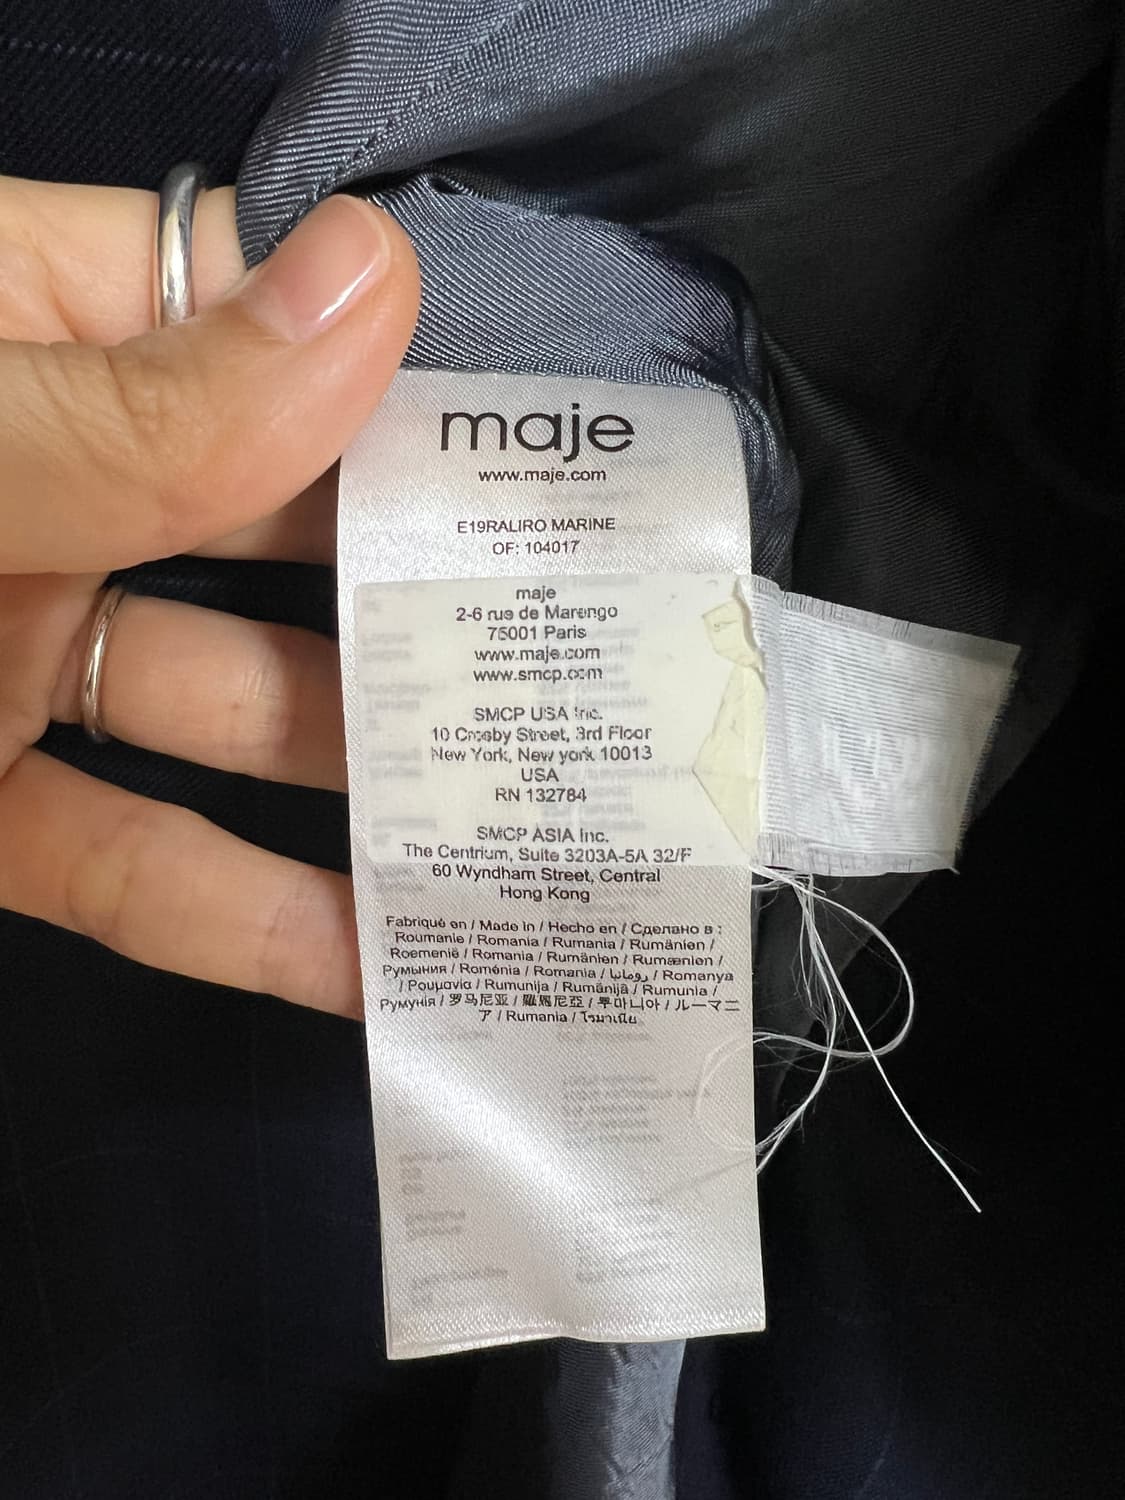 maje
www.maje.com
E19RALIRO MARINE
OF: 104017
maje
2-6 rue de Marengo
75001 Paris
www.maje.com
www.smcp.com
SMCP USA Inc.
10 Crosby Street, 3rd Floor
New York, New york 10013
USA
RN 132784
SMCP ASIA Inc.
The Centrium, Suite 3203A-5A 32/F
60 Wyndham Street, Central
Hong Kong
Fabriqué en / Made in / Hecho en / Сделано в :
Roumanie / Romania / Rumania / Rumänien /
Roemenië / Romania / Rumänien / Rumænien /
Румыния / Roménia / Romania / رومانيا / Romanya
/ Ρουμανία / Rumunija / Rumānijā / Rumunia /
Румунія / 罗马尼亚 / 羅馬尼亞 / 루마니아 / ルーマニ
ア / Rumania / โรมาเนีย